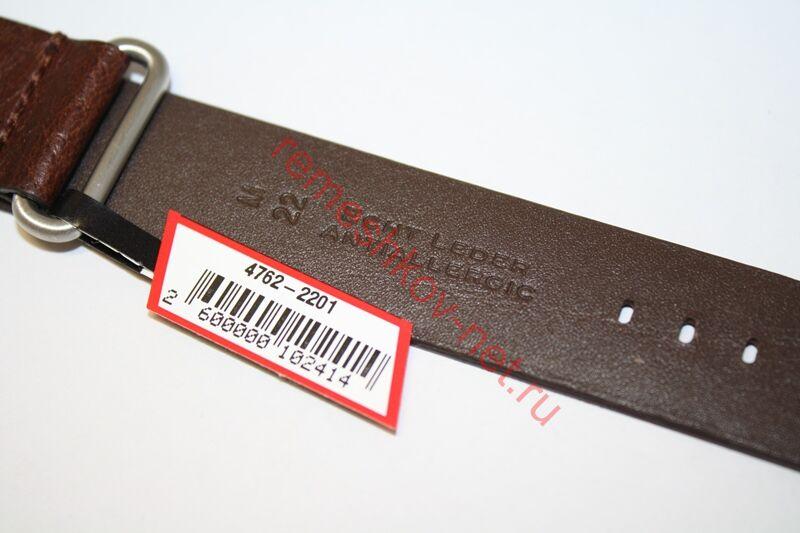 M
22
ECHT LEDER
ANTIALLERGIC
4762-2201
2 600000 102414
remeshkov-net.ru